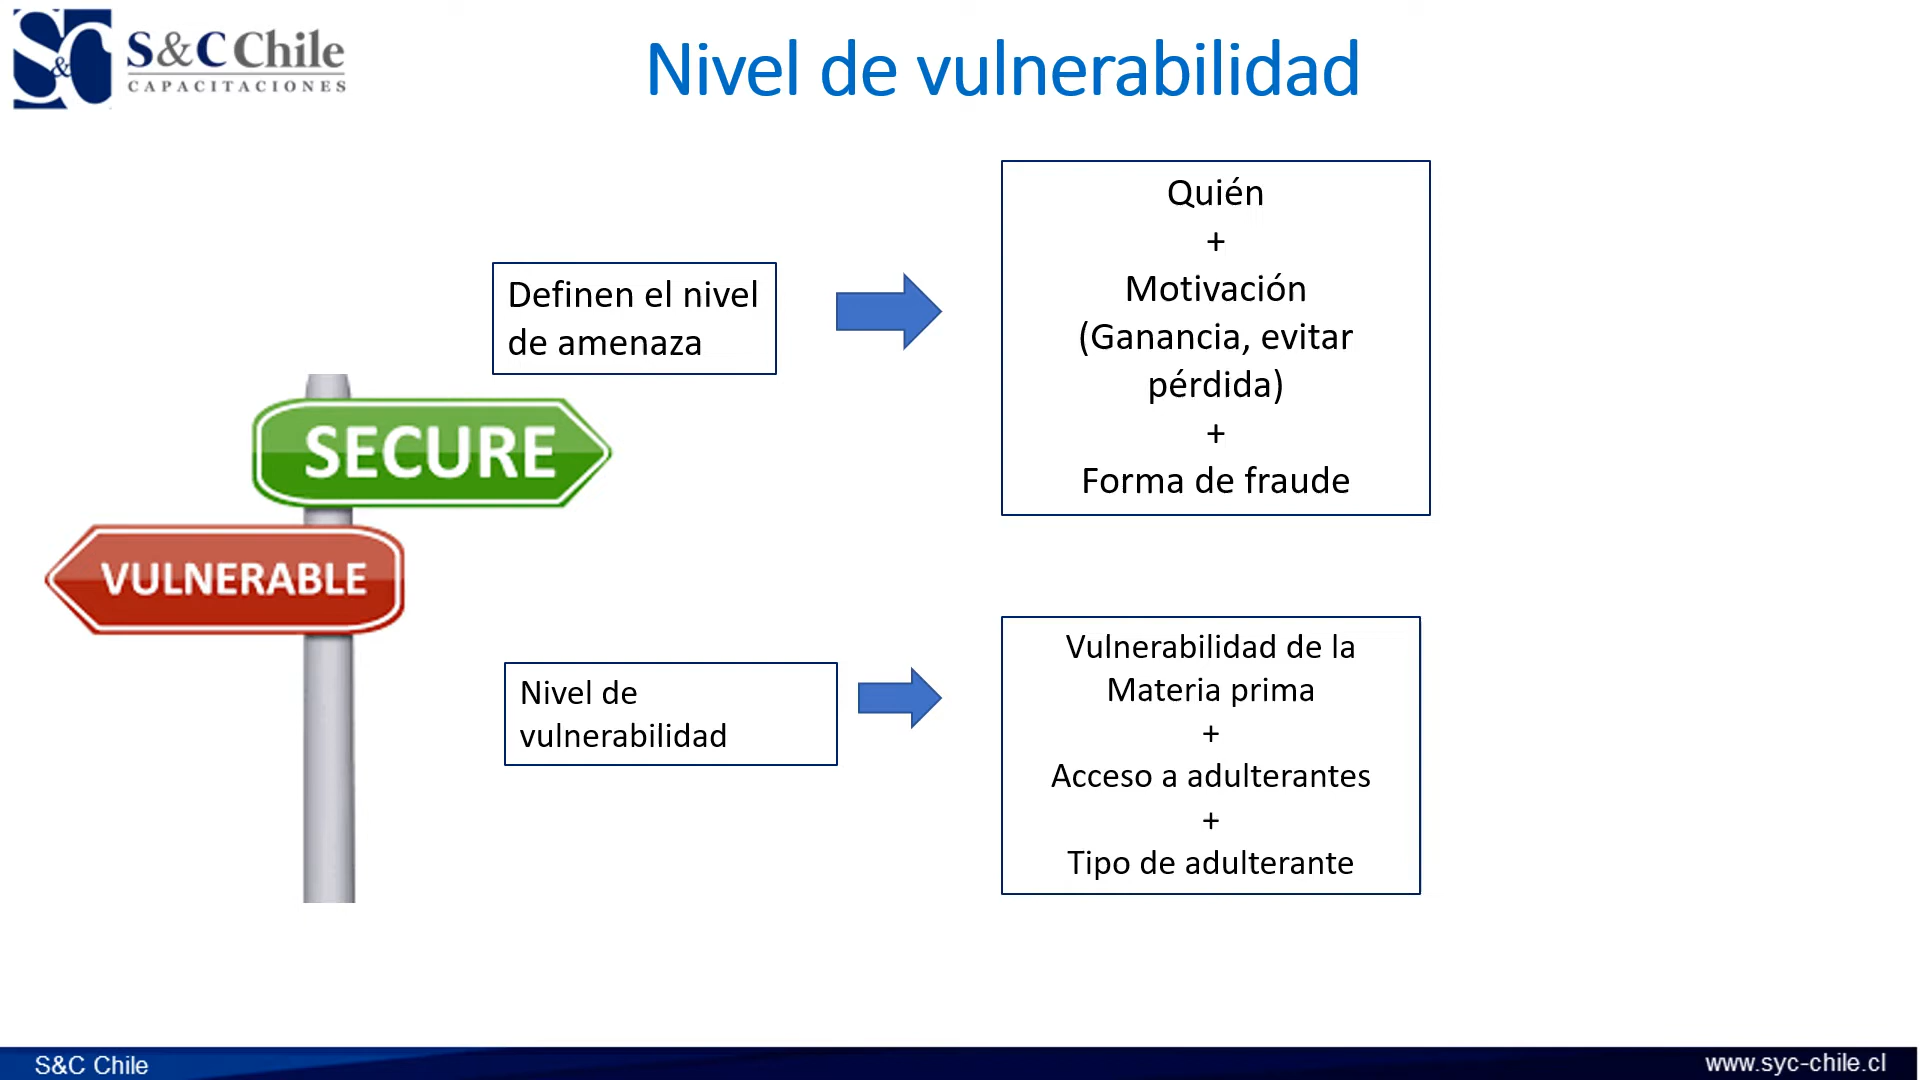 S&C Chile
CAPACITACIONES
Nivel de vulnerabilidad
Definen el nivel
de amenaza
Quién
+
Motivación
(Ganancia, evitar
pérdida)
+
Forma de fraude
SECURE
VULNERABLE
Nivel de
vulnerabilidad
Vulnerabilidad de la
Materia prima
+
Acceso a adulterantes
+
Tipo de adulterante
S&C Chile
www.syc-chile.cl